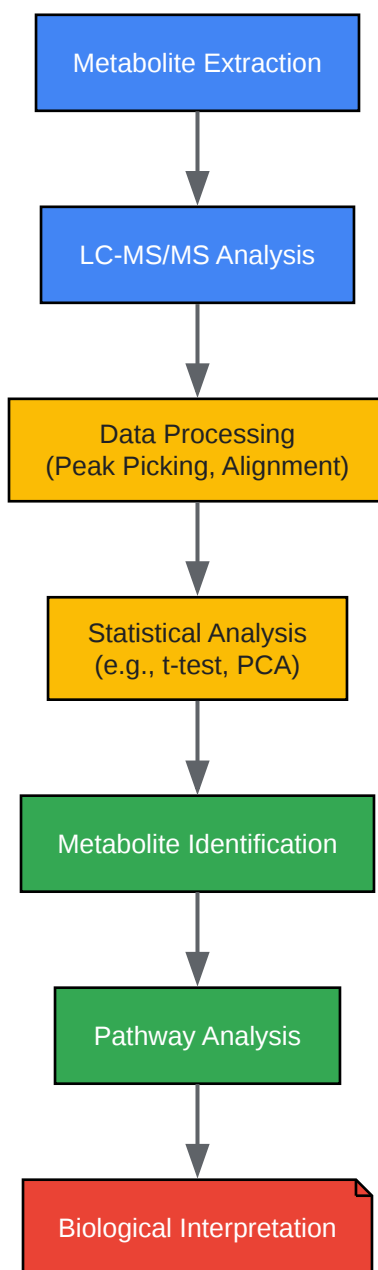 Metabolite Extraction
LC-MS/MS Analysis
Data Processing
(Peak Picking, Alignment)
Statistical Analysis
(e.g., t-test, PCA)
Metabolite Identification
Pathway Analysis
Biological Interpretation